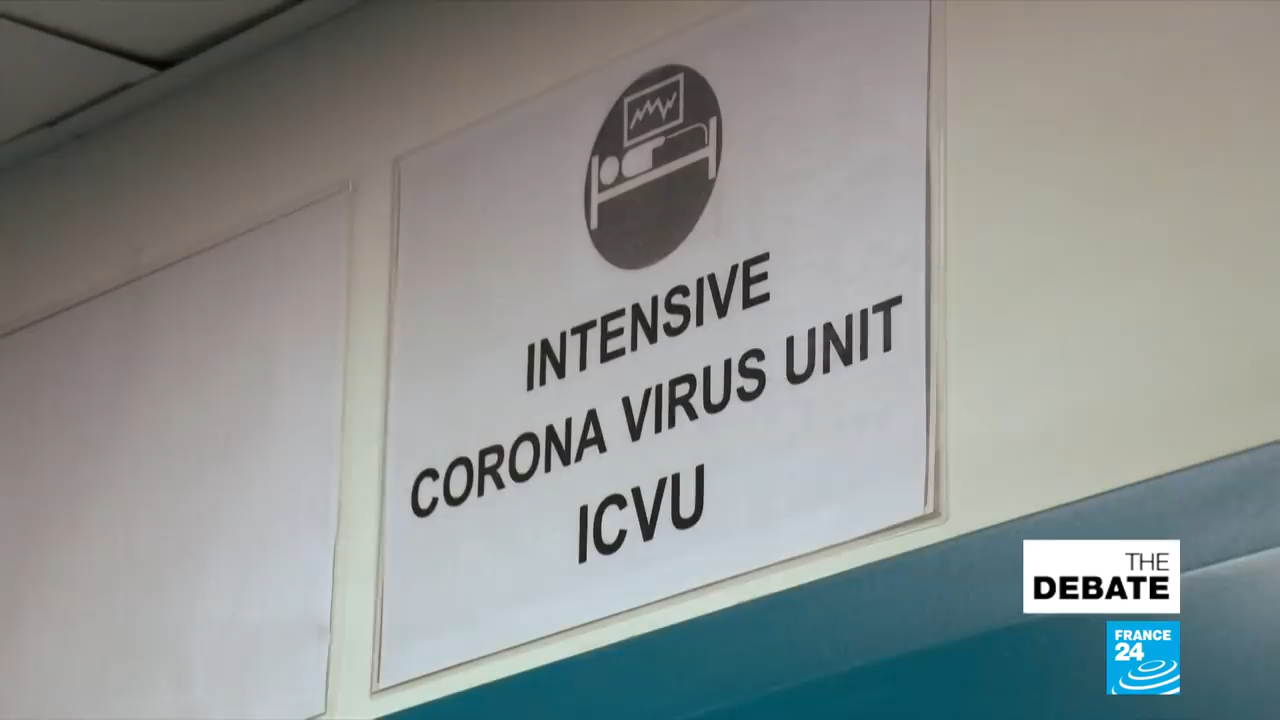 INTENSIVE
CORONA VIRUS UNIT
ICVU
THE
DEBATE
FRANCE
24